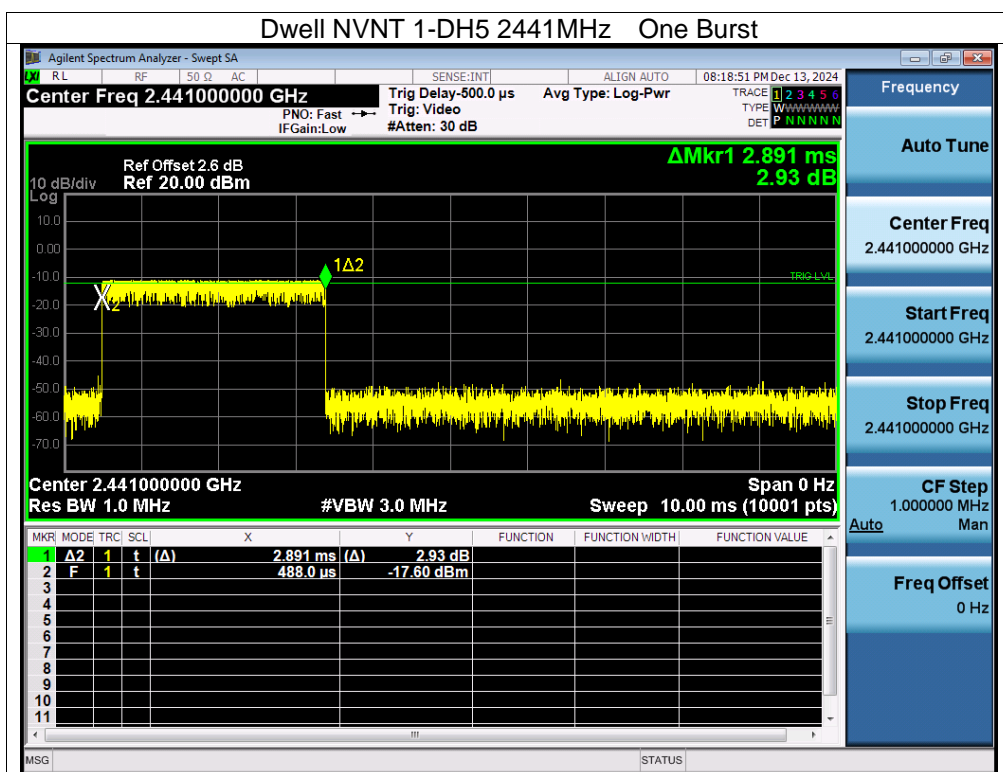 Dwell NVNT 1-DH5 2441MHz One Burst
Agilent Spectrum Analyzer - Swept SA
LXI RL RF 50 Ω AC SENSE:INT ALIGN AUTO 08:18:51 PM Dec 13, 2024
Center Freq 2.441000000 GHz Trig Delay-500.0 µs Avg Type: Log-Pwr TRACE 1 2 3 4 5 6
PNO: Fast Trig: Video TYPE WWWWWW
IFGain:Low #Atten: 30 dB DET P N N N N N
Frequency
Auto Tune
Center Freq
2.441000000 GHz
Start Freq
2.441000000 GHz
Stop Freq
2.441000000 GHz
CF Step
1.000000 MHz
Auto Man
Freq Offset
0 Hz
ΔMkr1 2.891 ms
2.93 dB
Ref Offset 2.6 dB
10 dB/div Ref 20.00 dBm
Log
10.0
0.00
-10.0
-20.0
-30.0
-40.0
-50.0
-60.0
-70.0
1Δ2
TRIG LVL
2
Center 2.441000000 GHz Span 0 Hz
Res BW 1.0 MHz #VBW 3.0 MHz Sweep 10.00 ms (10001 pts)
MKR MODE TRC SCL X Y FUNCTION FUNCTION WIDTH FUNCTION VALUE
1 Δ2 1 t (Δ) 2.891 ms (Δ) 2.93 dB
2 F 1 t 488.0 µs -17.60 dBm
3
4
5
6
7
8
9
10
11
MSG STATUS